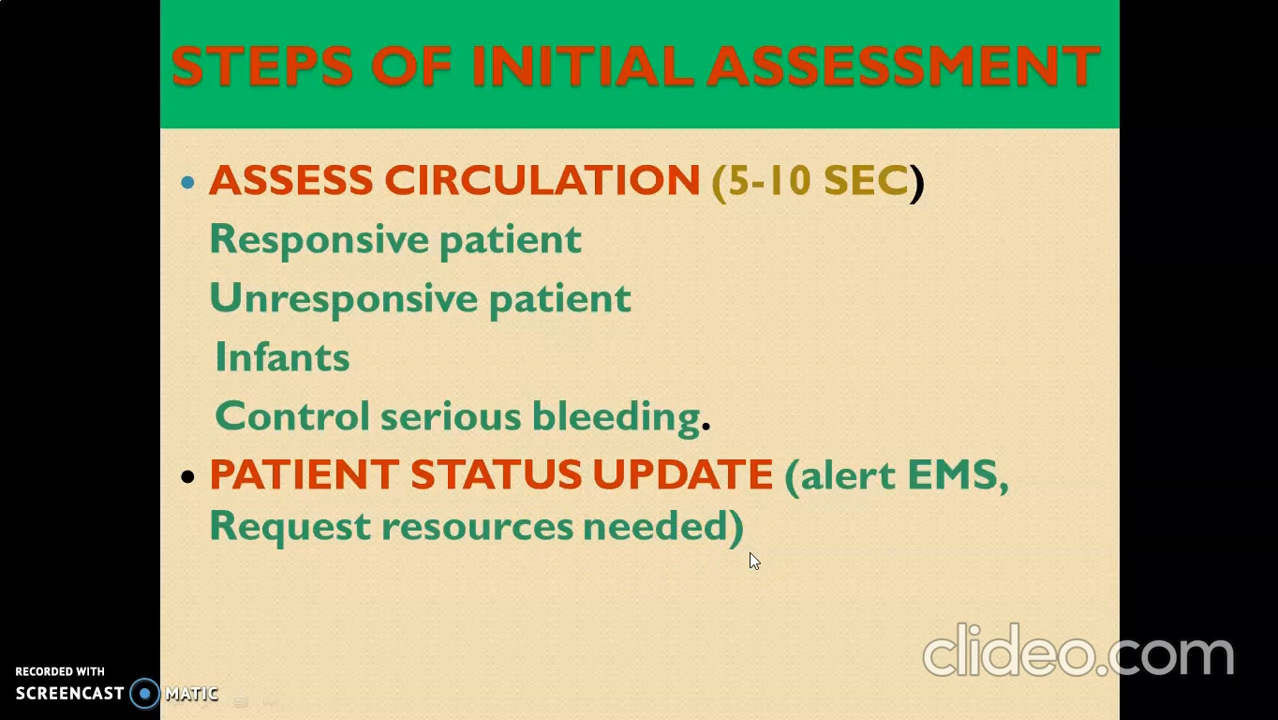 STEPS OF INITIAL ASSESSMENT
• ASSESS CIRCULATION (5-10 SEC)
Responsive patient
Unresponsive patient
Infants
Control serious bleeding.
• PATIENT STATUS UPDATE (alert EMS,
Request resources needed)
clideo.com
RECORDED WITH
SCREENCAST MATIC